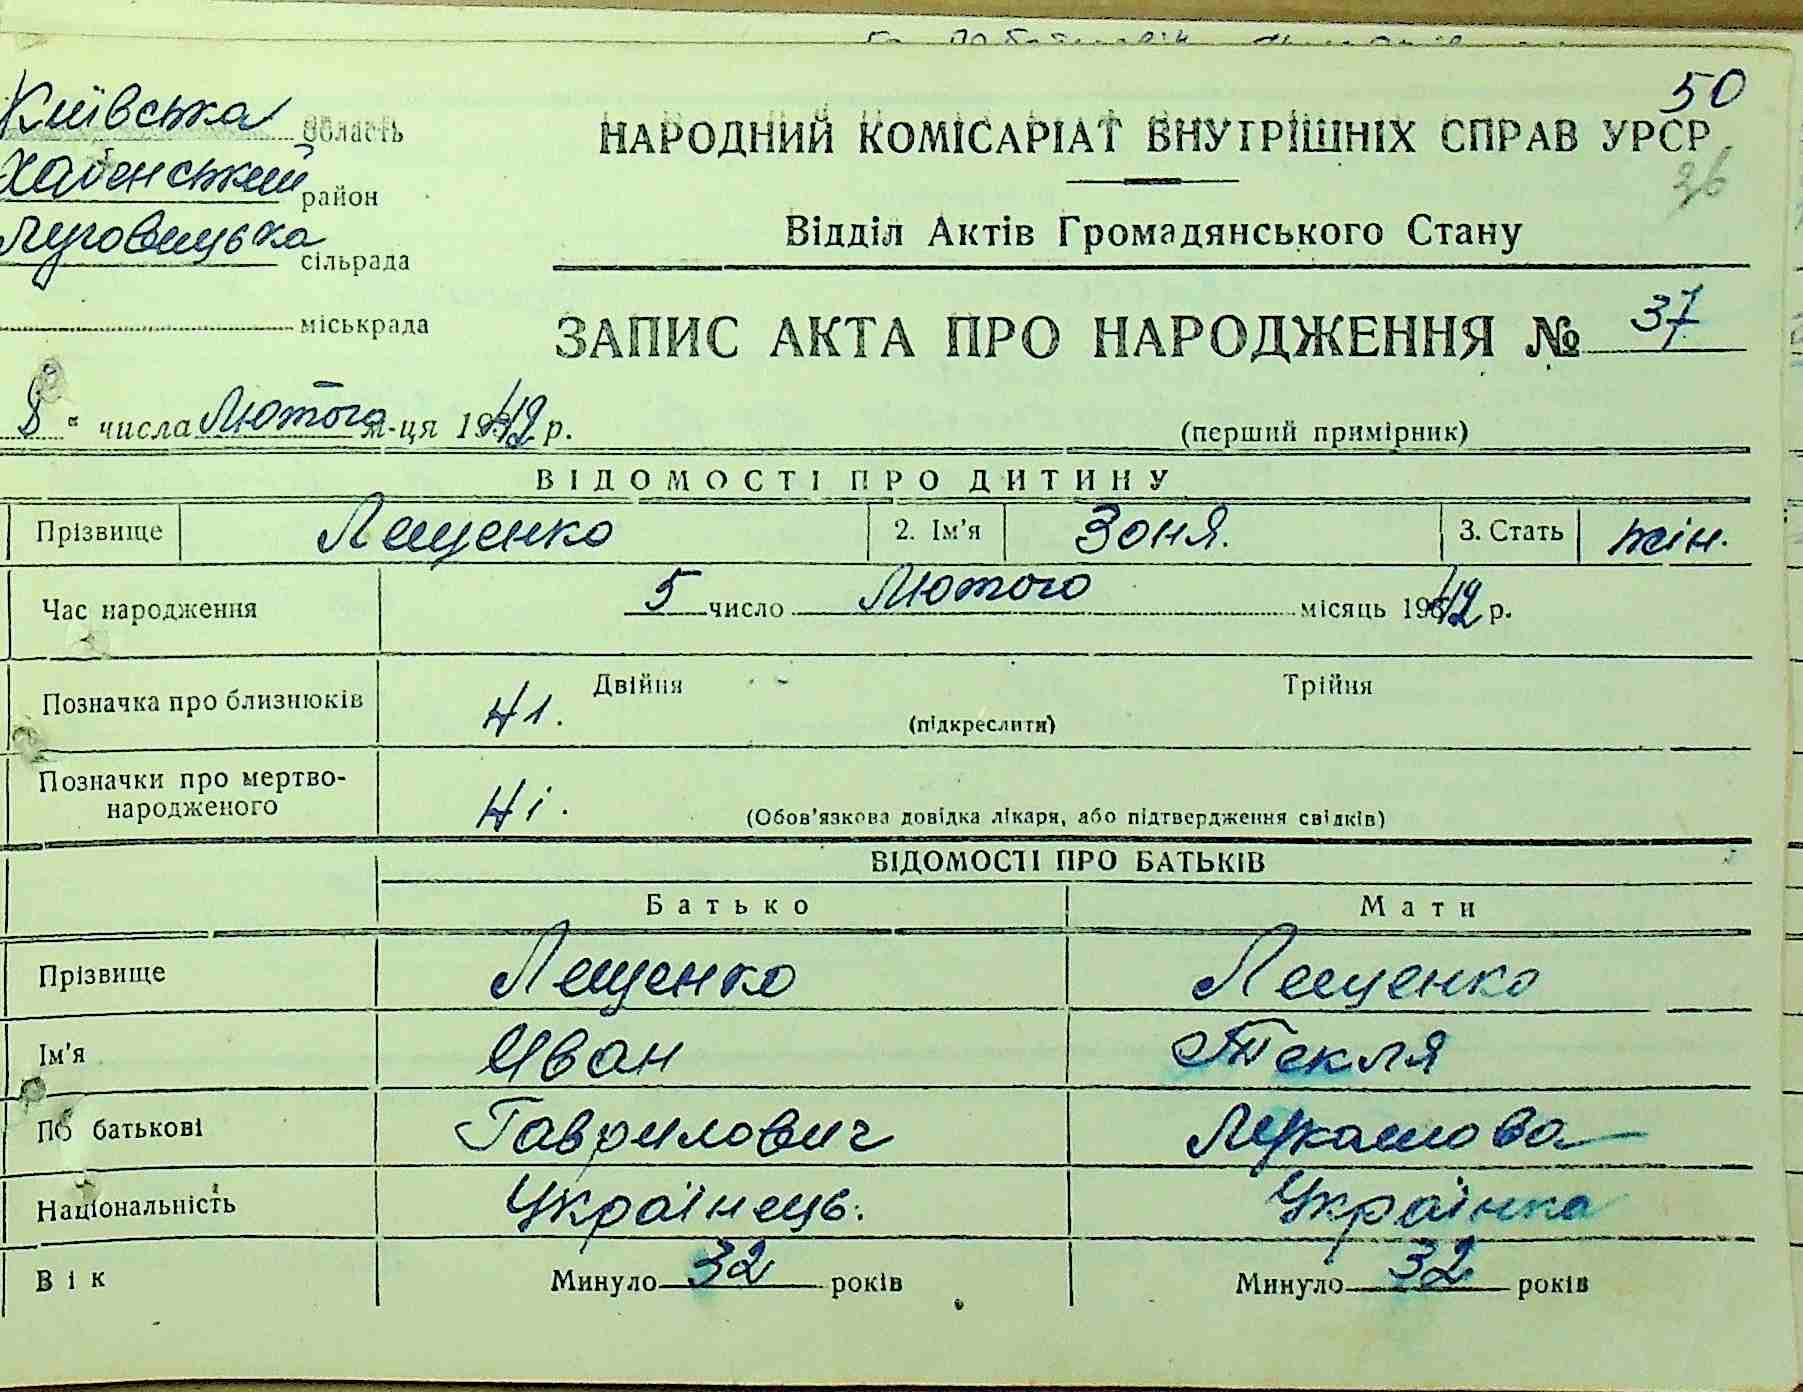 50
Київська область
Хабенський район
Луговицька сільрада
міськрада
НАРОДНИЙ КОМІСАРІАТ ВНУТРІШНІХ СПРАВ УРСР
26
Відділ Актів Громадянського Стану
ЗАПИС АКТА ПРО НАРОДЖЕННЯ № 37
8 " числа Лютого м-ця 1942 р.
(перший примірник)
ВІДОМОСТІ ПРО ДИТИНУ
Прізвище Лещенко 2. Ім'я Зоня. 3. Стать жін.
Час народження 5 число Лютого місяць 1942 р.
Позначка про близнюків Ні. Двійня Трійня
(підкреслити)
Позначки про мертво-
народженого Ні. (Обов'язкова довідка лікаря, або підтвердження свідків)
ВІДОМОСТІ ПРО БАТЬКІВ
Батько Мати
Прізвище Лещенко Лещенко
Ім'я Иван Текля
По батькові Гаврилович Лукашова
Національність Українець. Українка
Вік Минуло 32 років Минуло 32 років